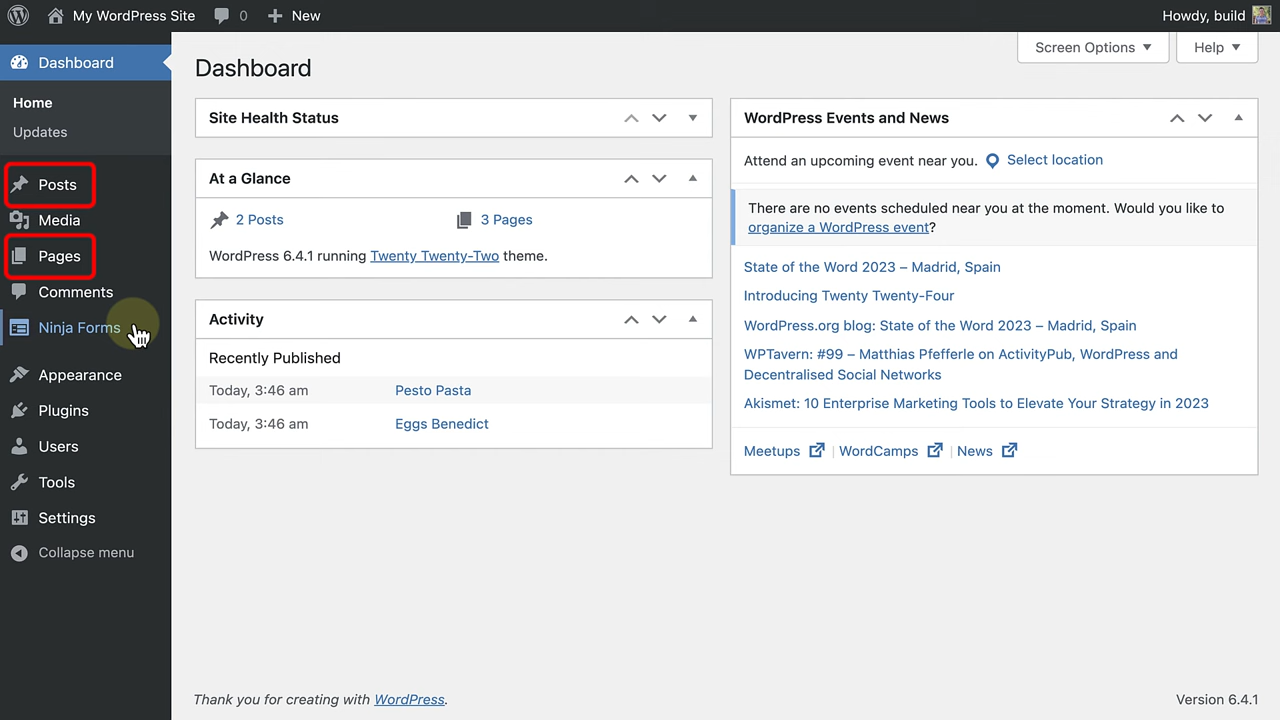 My WordPress Site 0 New Howdy, build
Dashboard
Home
Updates
Posts
Media
Pages
Comments
Ninja Forms
Appearance
Plugins
Users
Tools
Settings
Collapse menu
Screen Options Help
Dashboard
Site Health Status
At a Glance
2 Posts 3 Pages
WordPress 6.4.1 running Twenty Twenty-Two theme.
Activity
Recently Published
Today, 3:46 am Pesto Pasta
Today, 3:46 am Eggs Benedict
WordPress Events and News
Attend an upcoming event near you. Select location
There are no events scheduled near you at the moment. Would you like to
organize a WordPress event?
State of the Word 2023 – Madrid, Spain
Introducing Twenty Twenty-Four
WordPress.org blog: State of the Word 2023 – Madrid, Spain
WPTavern: #99 – Matthias Pfefferle on ActivityPub, WordPress and
Decentralised Social Networks
Akismet: 10 Enterprise Marketing Tools to Elevate Your Strategy in 2023
Meetups | WordCamps | News
Thank you for creating with WordPress. Version 6.4.1